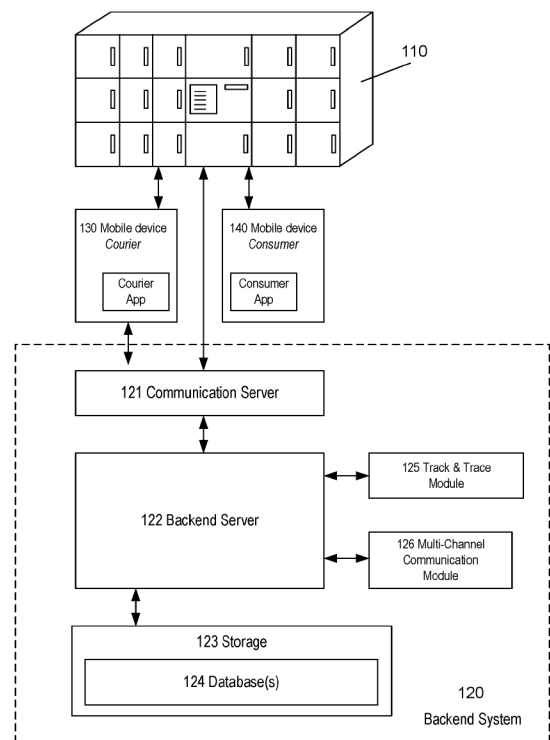 110
130 Mobile device
Courier
Courier
App
140 Mobile device
Consumer
Consumer
App
121 Communication Server
122 Backend Server
125 Track & Trace
Module
126 Multi-Channel
Communication
Module
123 Storage
124 Database(s)
120
Backend System